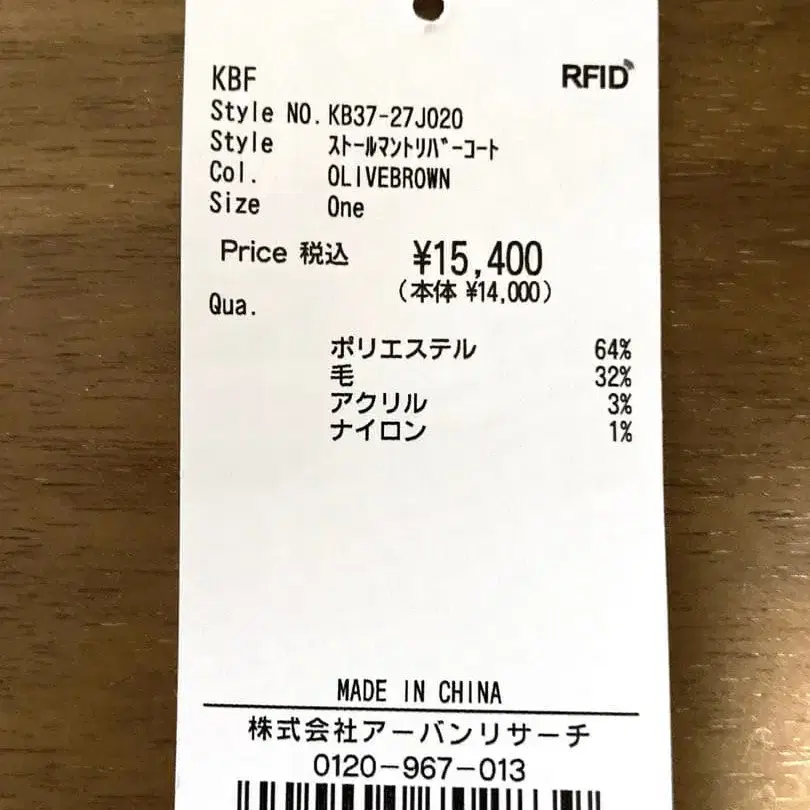 KBF RFID
Style NO. KB37-27J020
Style ｽﾄｰﾙﾏﾝﾄﾘﾊﾞｰｺｰﾄ
Col. OLIVEBROWN
Size One
Price 税込 ¥15,400
(本体 ¥14,000)
Qua.
ポリエステル 64%
毛 32%
アクリル 3%
ナイロン 1%
MADE IN CHINA
株式会社アーバンリサーチ
0120-967-013